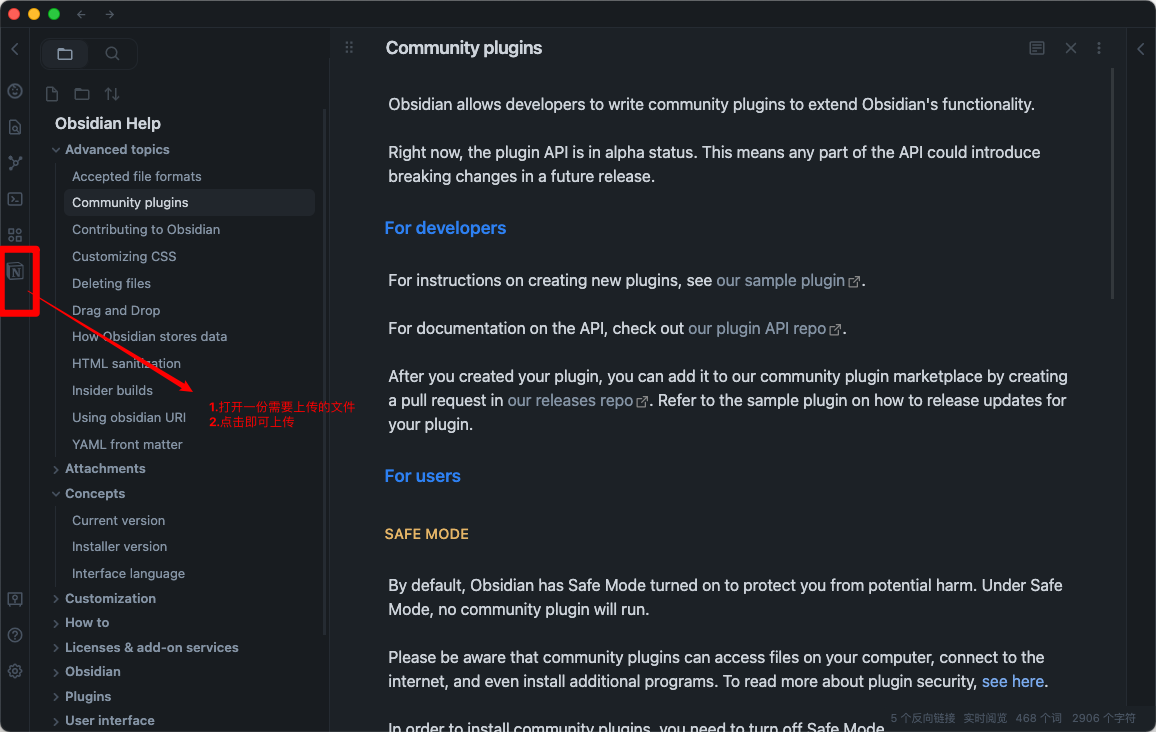 Community plugins
Obsidian Help
Advanced topics
Accepted file formats
Community plugins
Contributing to Obsidian
Customizing CSS
Deleting files
Drag and Drop
How Obsidian stores data
HTML sanitization
Insider builds
Using obsidian URI
YAML front matter
Attachments
Concepts
Current version
Installer version
Interface language
Customization
How to
Licenses & add-on services
Obsidian
Plugins
User interface
N
1.打开一份需要上传的文件
2.点击即可上传
Obsidian allows developers to write community plugins to extend Obsidian's functionality.
Right now, the plugin API is in alpha status. This means any part of the API could introduce
breaking changes in a future release.
For developers
For instructions on creating new plugins, see our sample plugin.
For documentation on the API, check out our plugin API repo.
After you created your plugin, you can add it to our community plugin marketplace by creating
a pull request in our releases repo. Refer to the sample plugin on how to release updates for
your plugin.
For users
SAFE MODE
By default, Obsidian has Safe Mode turned on to protect you from potential harm. Under Safe
Mode, no community plugin will run.
Please be aware that community plugins can access files on your computer, connect to the
internet, and even install additional programs. To read more about plugin security, see here.
In order to install community plugins, you need to turn off Safe Mode
5 个反向链接 实时阅览 468 个词 2906 个字符